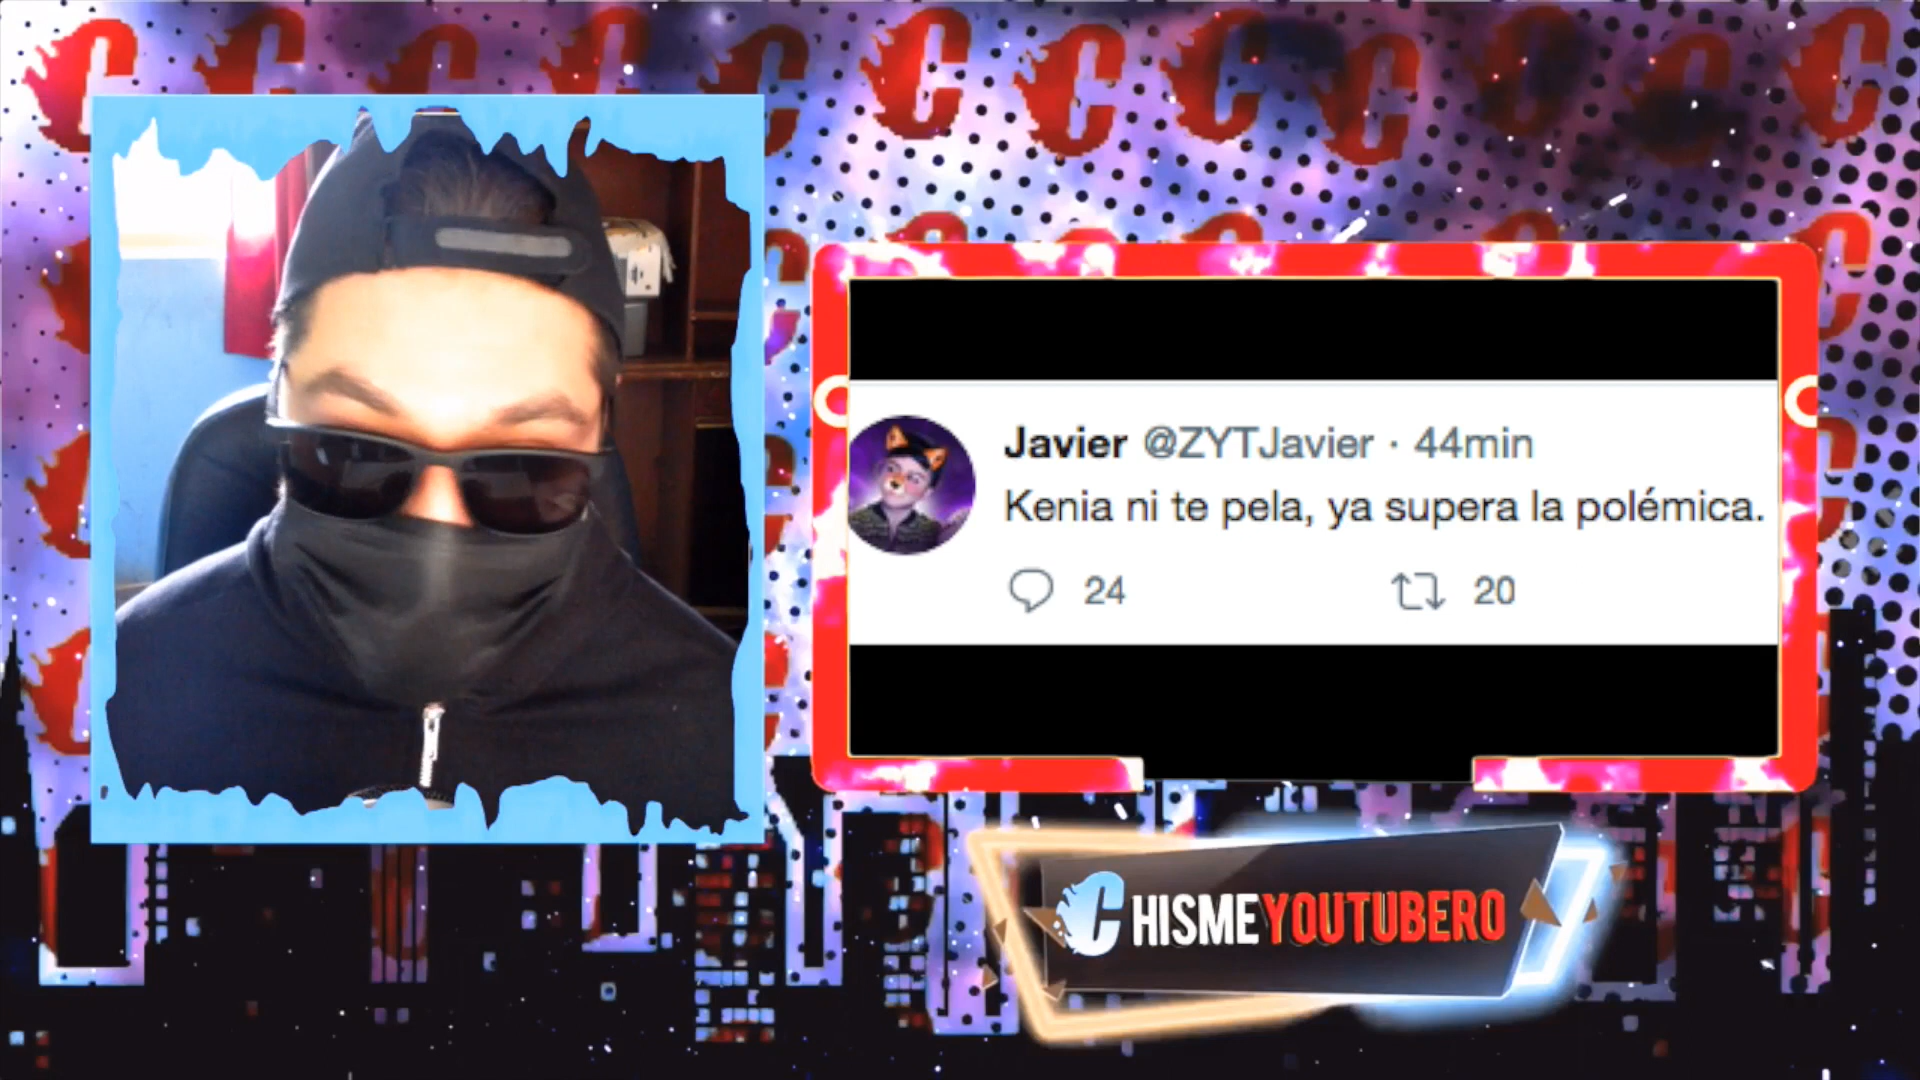 Javier @ZYTJavier · 44min
Kenia ni te pela, ya supera la polémica.
24 20
CHISMEYOUTUBERO